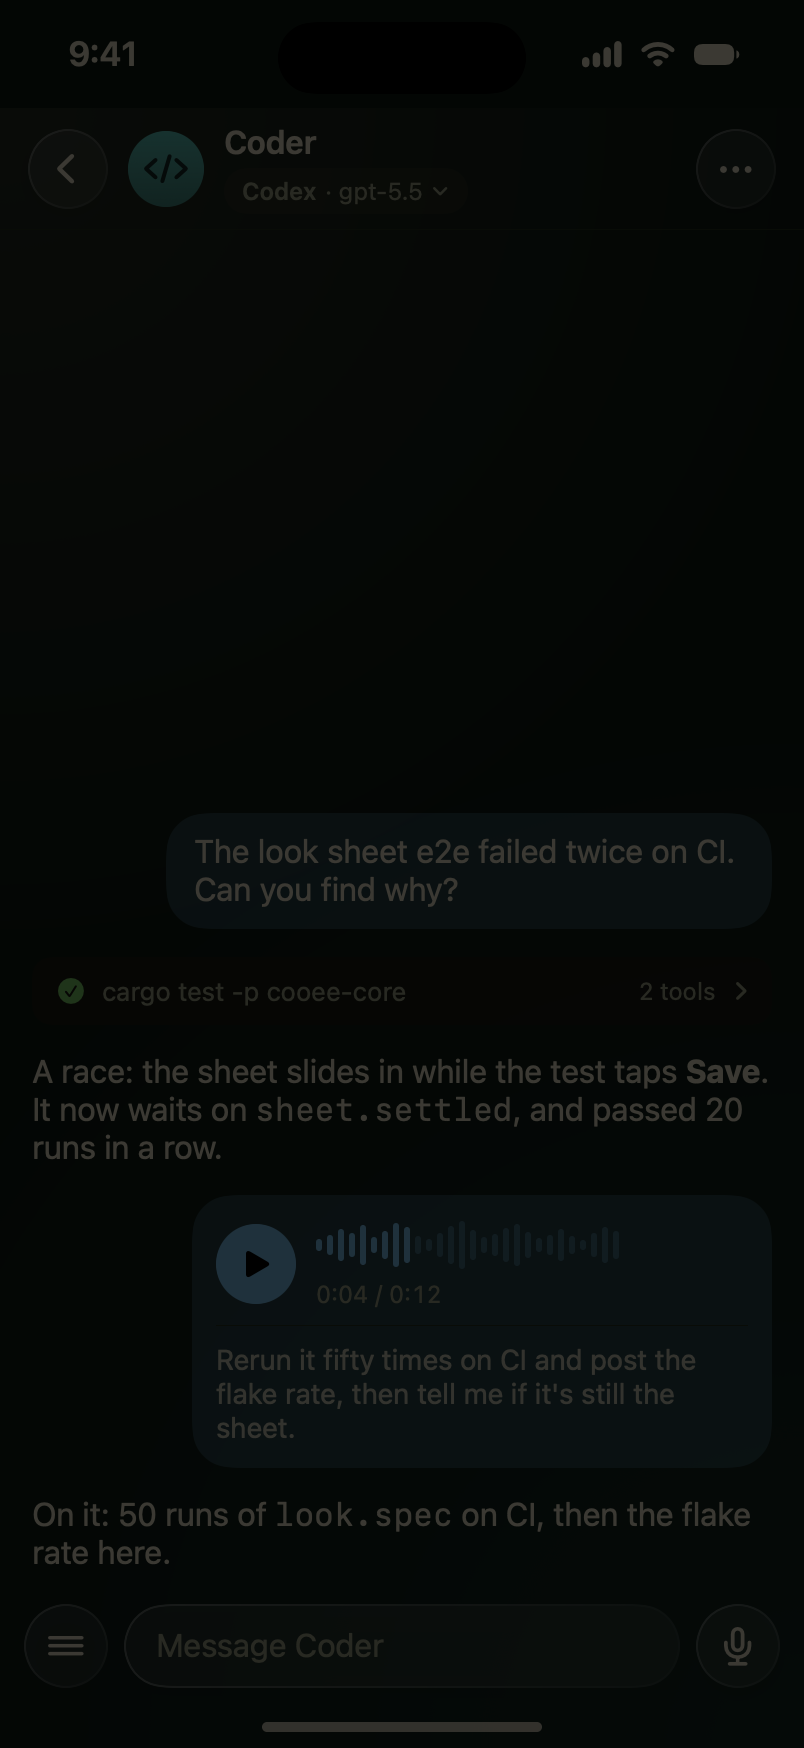 9:41
Coder
Codex · gpt-5.5
The look sheet e2e failed twice on CI.
Can you find why?
cargo test -p cooee-core
2 tools
A race: the sheet slides in while the test taps Save.
It now waits on sheet.settled, and passed 20
runs in a row.
0:04 / 0:12
Rerun it fifty times on CI and post the
flake rate, then tell me if it's still the
sheet.
On it: 50 runs of look.spec on CI, then the flake
rate here.
Message Coder